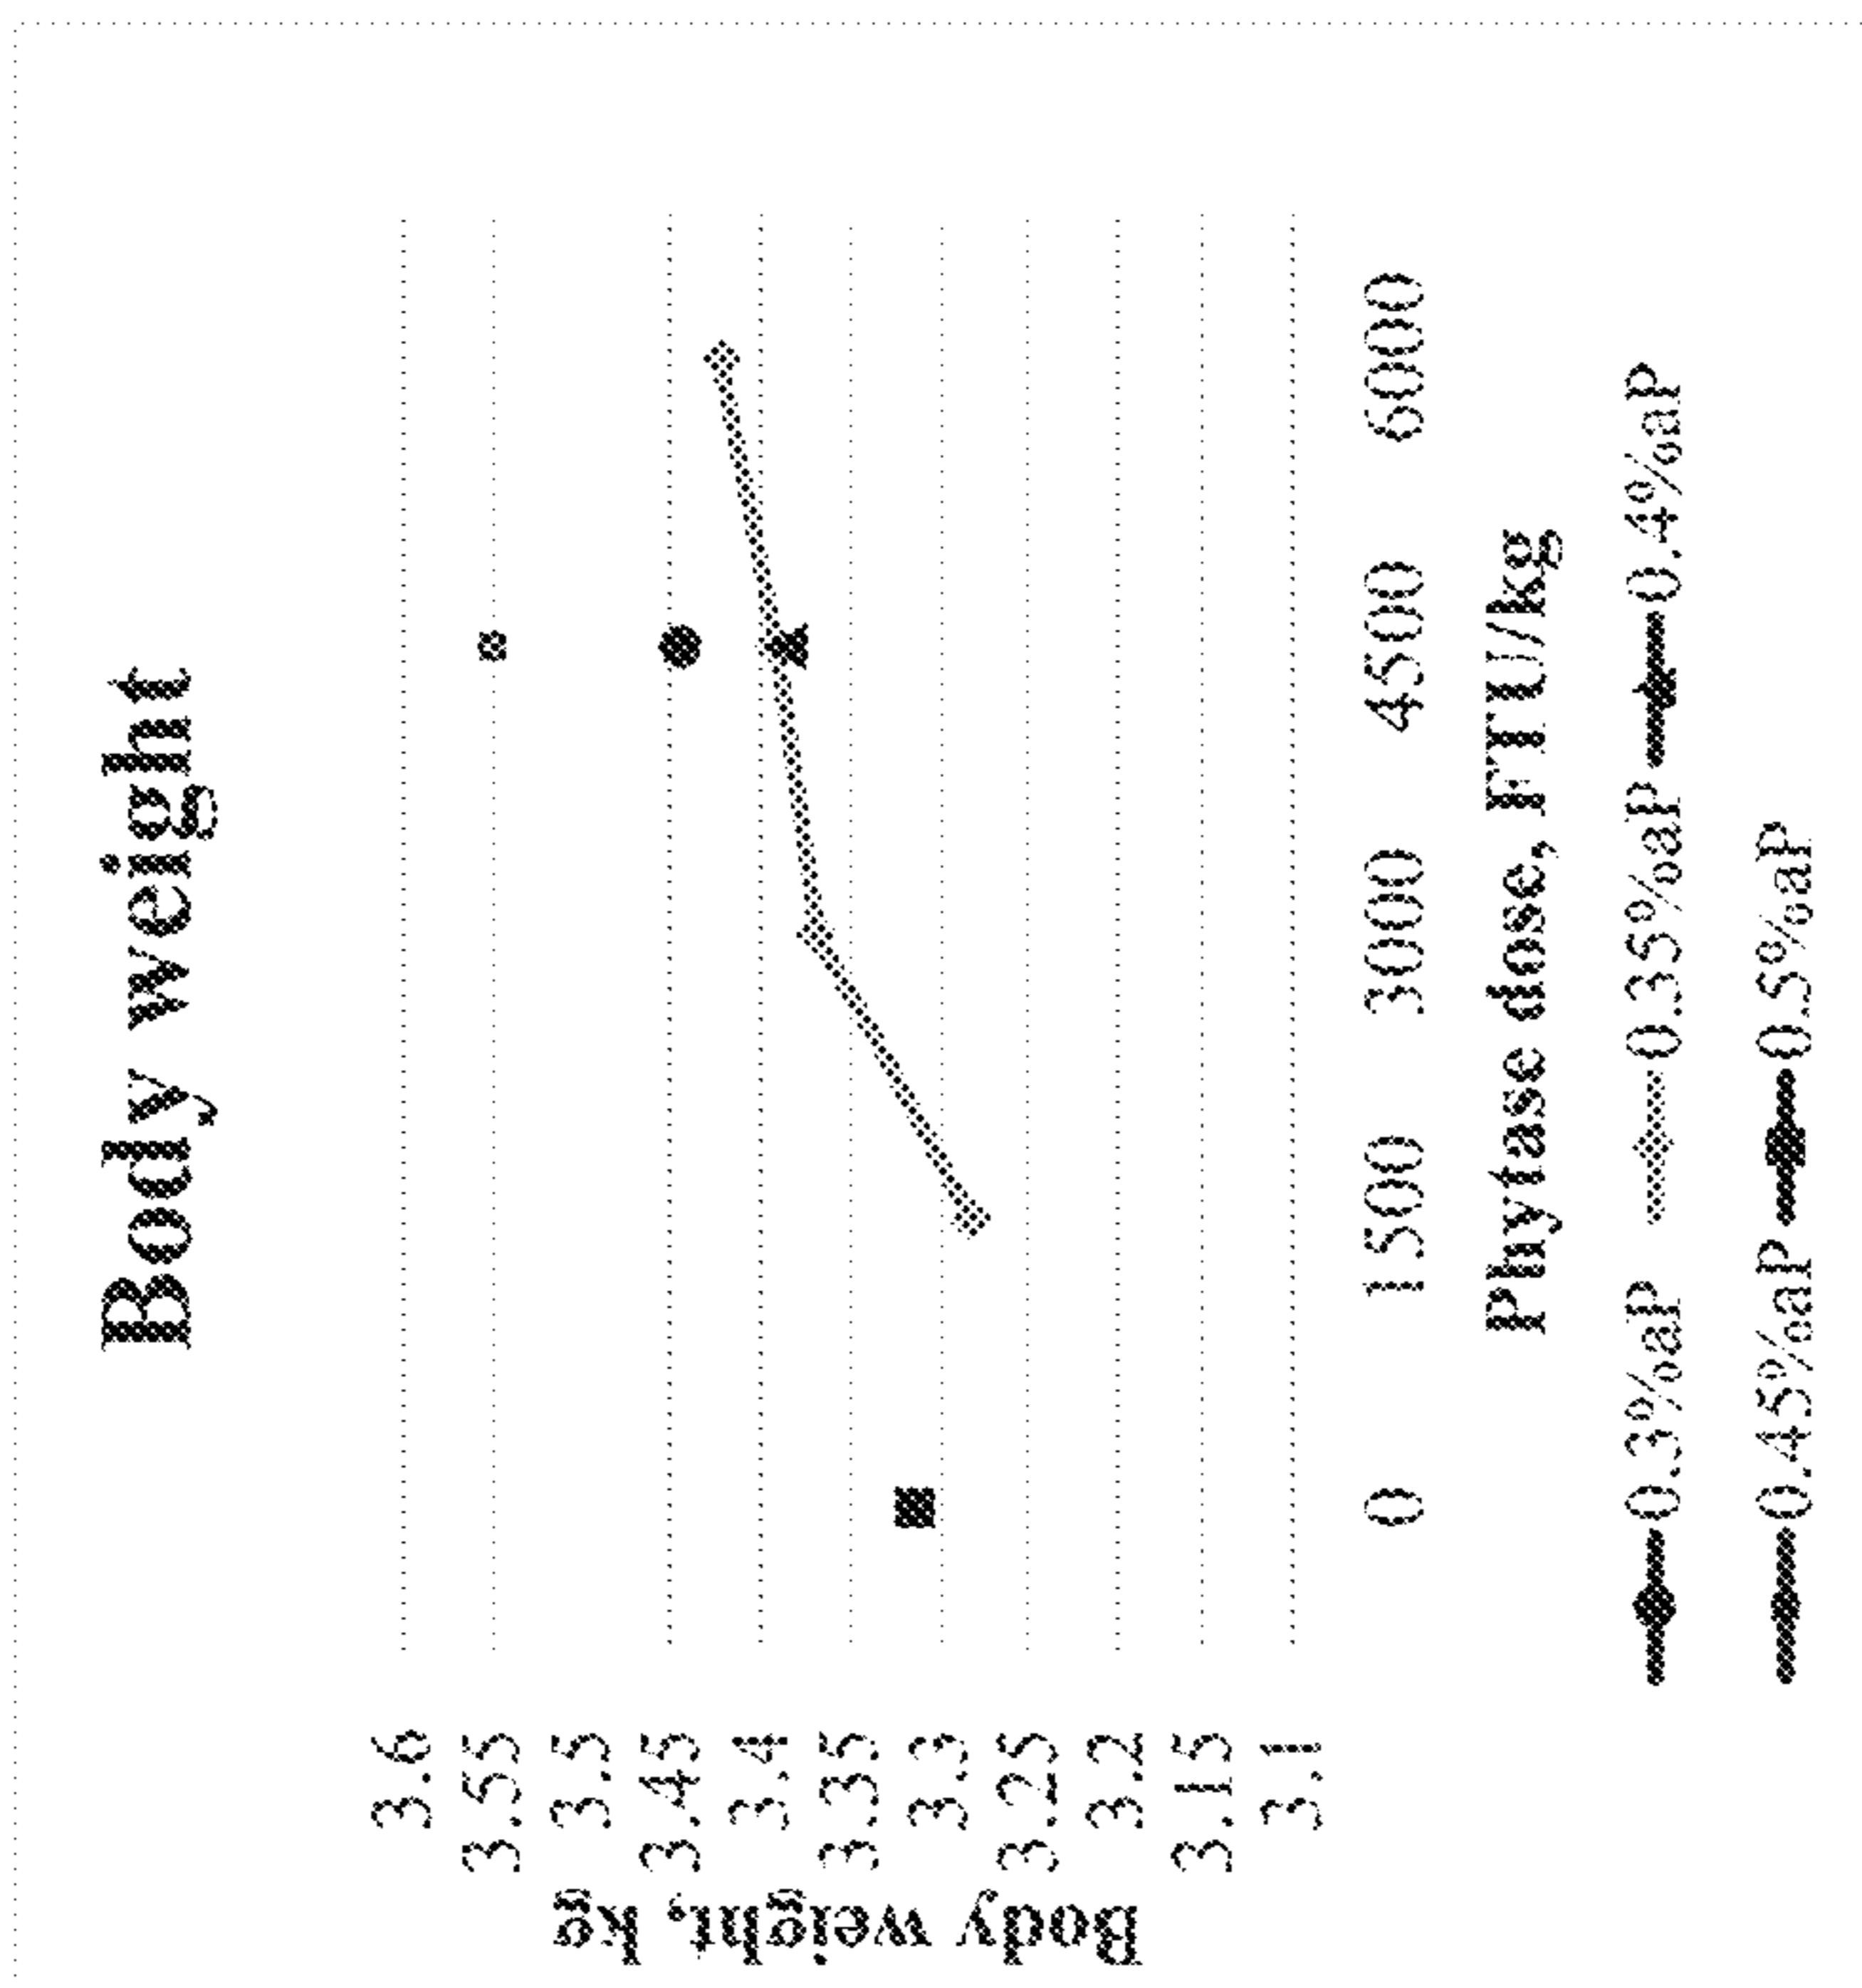 Body weight
3.6
3.55
3.5
3.45
3.4
3.35
3.3
3.25
3.2
3.15
3.1
Body weight, kg
0 1500 3000 4500 6000
Phytase dose, FTU/kg
0.3%aP 0.35%aP 0.4%aP
0.45%aP 0.5%aP